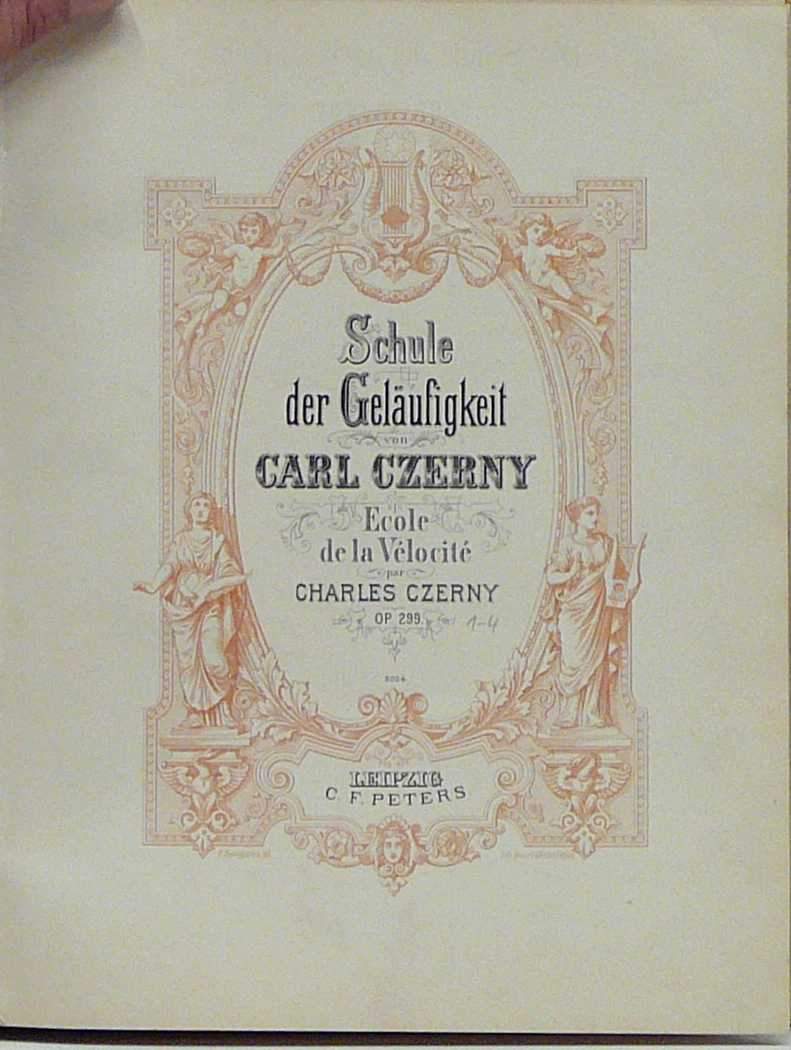 Schule
der Geläufigkeit
von
CARL CZERNY
Ecole
de la Vélocité
par
CHARLES CZERNY
OP. 299. 1-4
LEIPZIG
C. F. PETERS